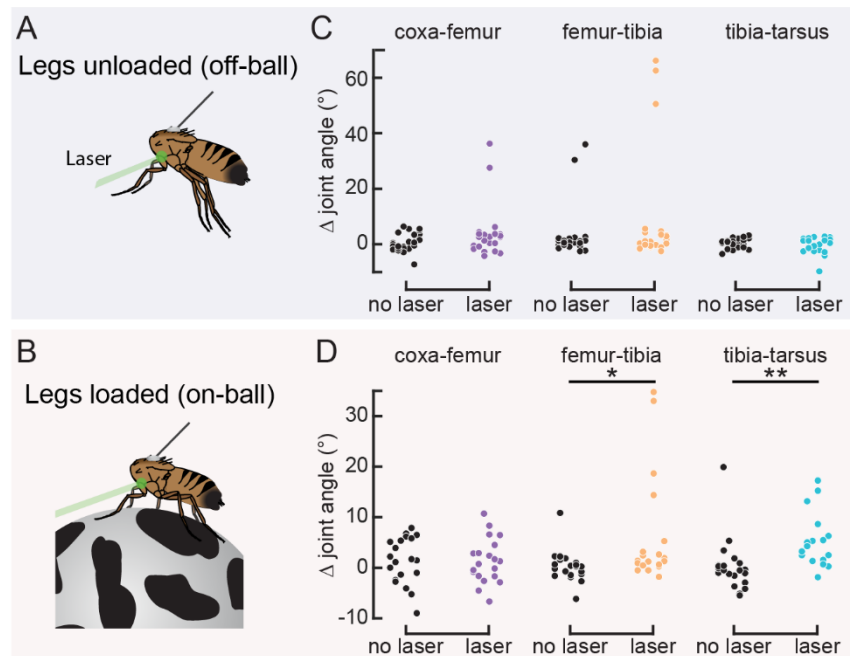 A
Legs unloaded (off-ball)
Laser
C
coxa-femur femur-tibia tibia-tarsus
Δ joint angle (°)
60
40
20
0
no laser laser no laser laser no laser laser
B
Legs loaded (on-ball)
D
coxa-femur femur-tibia tibia-tarsus
* **
Δ joint angle (°)
30
20
10
0
-10
no laser laser no laser laser no laser laser